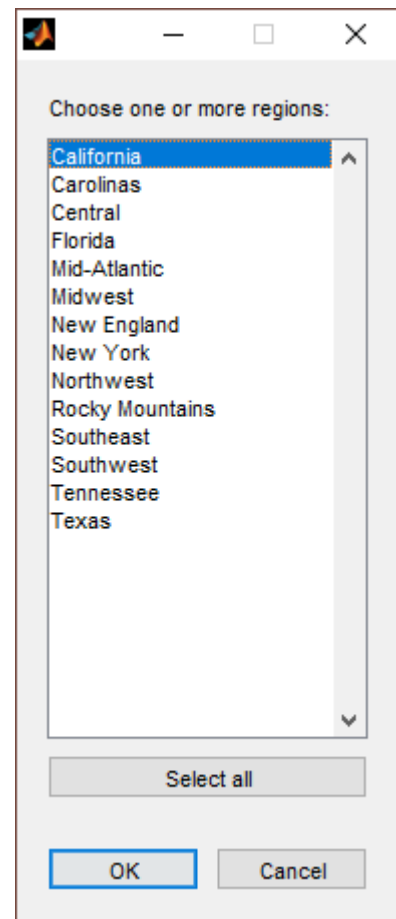 Choose one or more regions:
California
Carolinas
Central
Florida
Mid-Atlantic
Midwest
New England
New York
Northwest
Rocky Mountains
Southeast
Southwest
Tennessee
Texas
Select all
OK Cancel